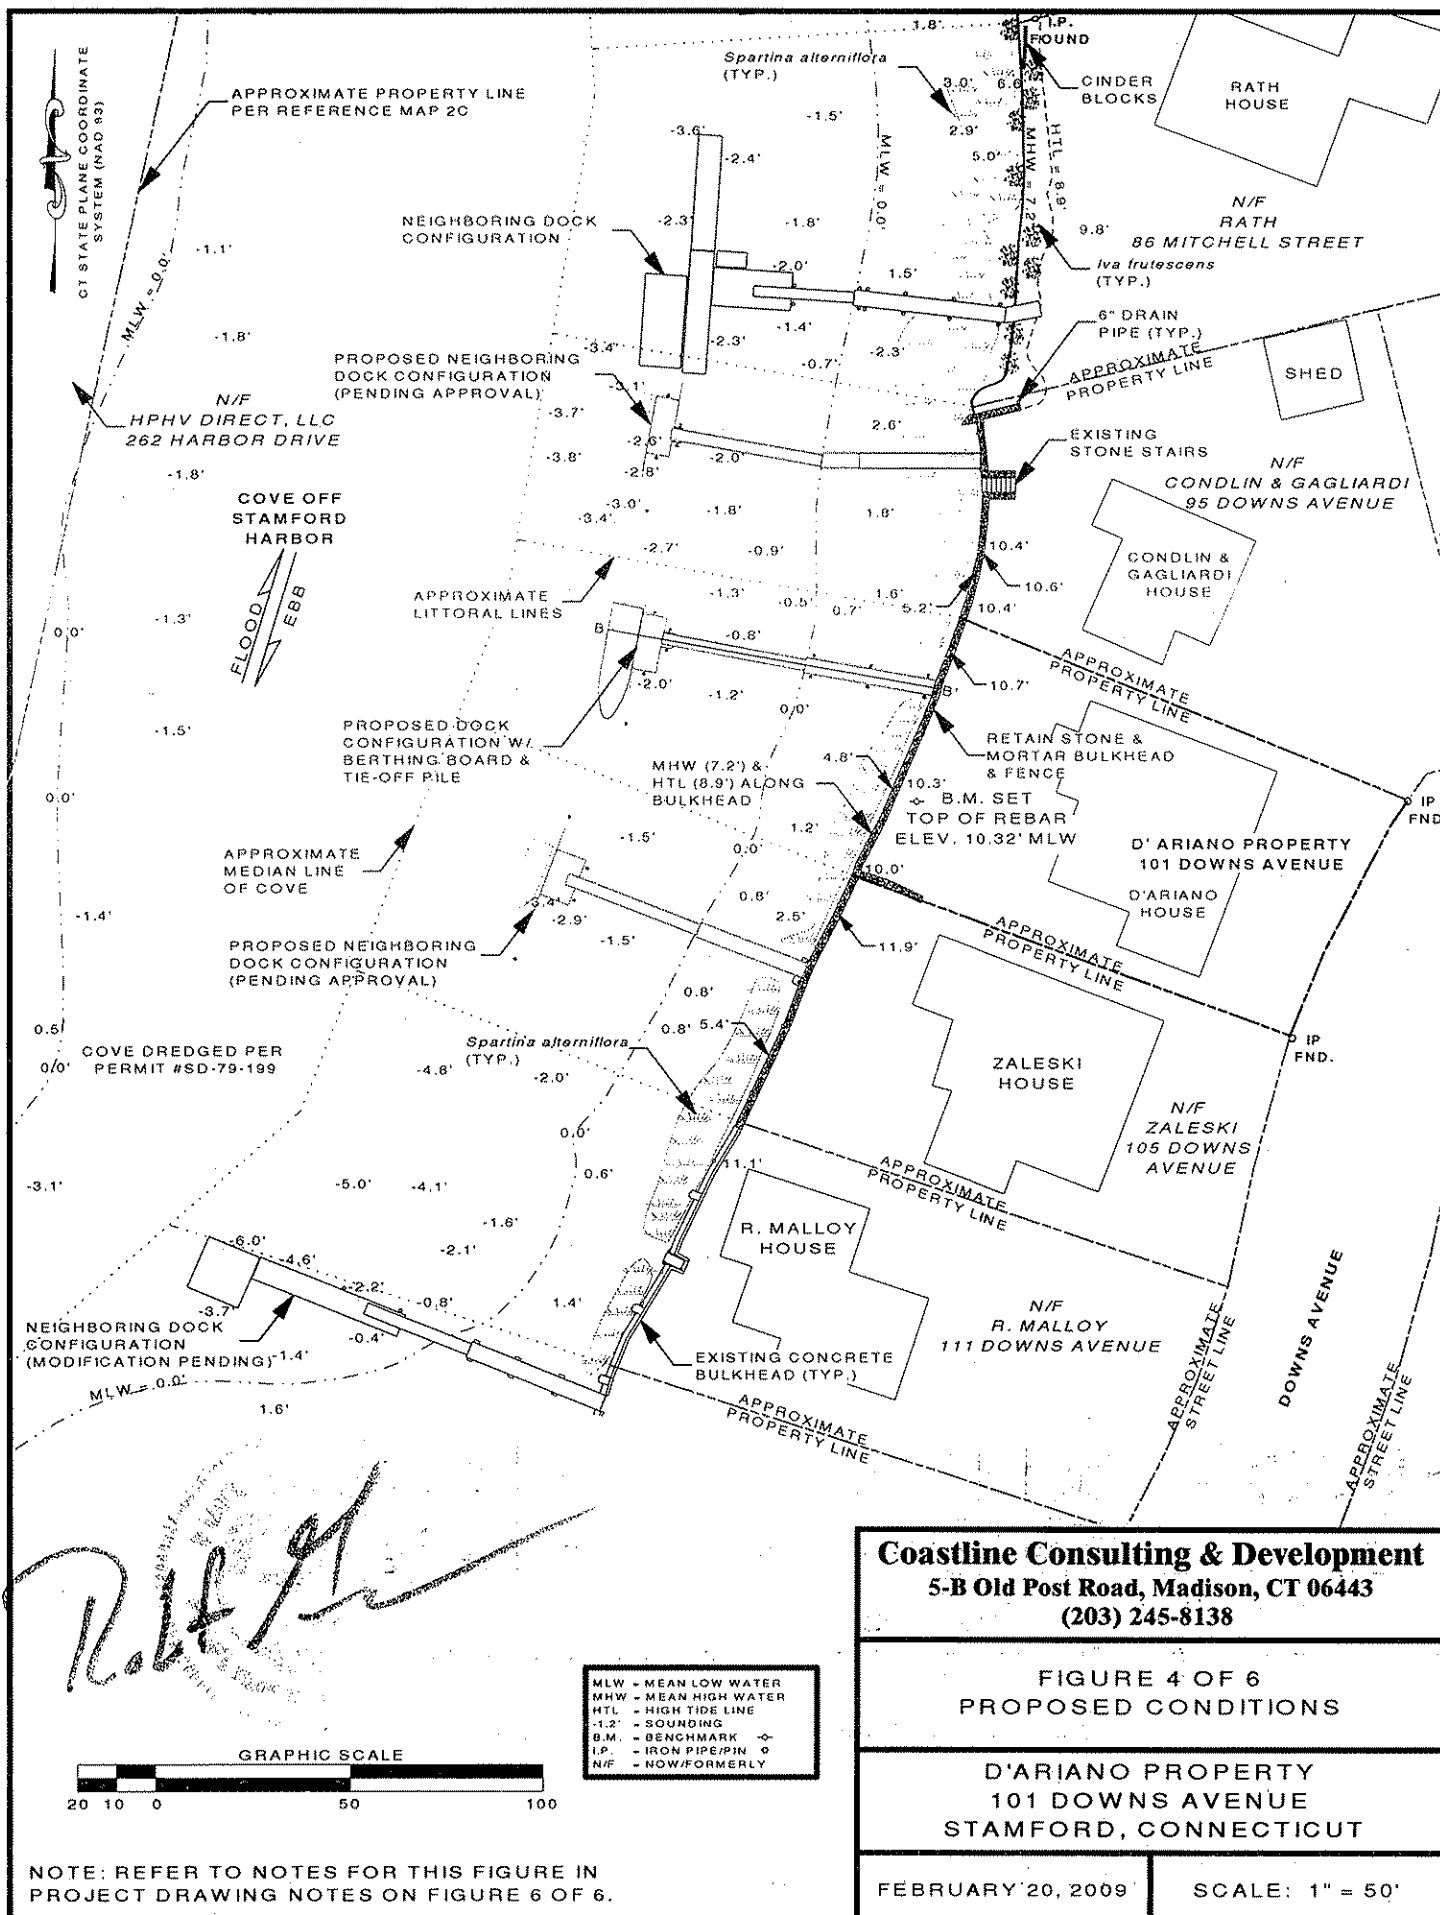 CT STATE PLANE COORDINATE
SYSTEM (NAD 83)
APPROXIMATE PROPERTY LINE
PER REFERENCE MAP 2C
Spartina alterniflora
(TYP.)
1.8'
I.P.
FOUND
CINDER
BLOCKS
RATH
HOUSE
-3.6'
-2.4'
-1.5'
3.0'
6.6
2.9'
5.0'
MLW = 0.0'
MHW = 7.2'
HTL = 8.9'
N/F
RATH
86 MITCHELL STREET
9.8'
Iva frutescens
(TYP.)
NEIGHBORING DOCK
CONFIGURATION
-2.3'
-1.8'
-2.0'
1.5'
-1.1'
MLW = 0.0'
-1.8'
6" DRAIN
PIPE (TYP.)
-1.4'
-2.3'
-3.4'
-0.7'
-2.3'
APPROXIMATE
PROPERTY LINE
SHED
PROPOSED NEIGHBORING
DOCK CONFIGURATION
(PENDING APPROVAL)
-3.1'
-3.7'
-2.6'
-2.8'
-3.8'
-2.0'
2.6'
N/F
HPHV DIRECT, LLC
262 HARBOR DRIVE
-1.8'
EXISTING
STONE STAIRS
N/F
CONDLIN & GAGLIARDI
95 DOWNS AVENUE
COVE OFF
STAMFORD
HARBOR
-3.0'
-3.4'
-1.8'
1.8'
-2.7'
-0.9'
10.4'
10.6'
CONDLIN &
GAGLIARDI
HOUSE
FLOOD
EBB
APPROXIMATE
LITTORAL LINES
-1.3'
-0.5'
0.7'
1.6'
5.2'
10.4'
-1.3'
0.0'
B
-0.8'
-2.0'
-1.2'
0.0'
B'
10.7'
APPROXIMATE
PROPERTY LINE
-1.5'
PROPOSED DOCK
CONFIGURATION W/
BERTHING BOARD &
TIE-OFF PILE
MHW (7.2') &
HTL (8.9') ALONG
BULKHEAD
4.8'
RETAIN STONE &
MORTAR BULKHEAD
& FENCE
10.3'
B.M. SET
TOP OF REBAR
ELEV. 10.32' MLW
IP
FND.
0.0'
-1.5'
1.2'
0.0'
APPROXIMATE
MEDIAN LINE
OF COVE
10.0'
D'ARIANO PROPERTY
101 DOWNS AVENUE
D'ARIANO
HOUSE
-1.4'
-3.4'
-2.9'
-1.5'
0.8'
2.5'
11.9'
APPROXIMATE
PROPERTY LINE
PROPOSED NEIGHBORING
DOCK CONFIGURATION
(PENDING APPROVAL)
0.8'
0.8'
5.4'
0.5'
0.0'
COVE DREDGED PER
PERMIT #SD-79-199
Spartina alterniflora
(TYP.)
-4.8'
-2.0'
ZALESKI
HOUSE
IP
FND.
N/F
ZALESKI
105 DOWNS
AVENUE
0.0'
0.6'
11.1'
-3.1'
-5.0'
-4.1'
-1.6'
-2.1'
APPROXIMATE
PROPERTY LINE
R. MALLOY
HOUSE
-6.0'
-4.6'
-2.2'
-0.8'
-3.7'
-0.4'
-1.4'
1.4'
NEIGHBORING DOCK
CONFIGURATION
(MODIFICATION PENDING)
MLW = 0.0'
1.6'
N/F
R. MALLOY
111 DOWNS AVENUE
EXISTING CONCRETE
BULKHEAD (TYP.)
APPROXIMATE
PROPERTY LINE
APPROXIMATE
STREET LINE
DOWNS AVENUE
APPROXIMATE
STREET LINE
MLW = MEAN LOW WATER
MHW = MEAN HIGH WATER
HTL = HIGH TIDE LINE
-1.2' = SOUNDING
B.M. = BENCHMARK
I.P. = IRON PIPE/PIN
N/F = NOW/FORMERLY
GRAPHIC SCALE
20 10 0 50 100
NOTE: REFER TO NOTES FOR THIS FIGURE IN
PROJECT DRAWING NOTES ON FIGURE 6 OF 6.
Coastline Consulting & Development
5-B Old Post Road, Madison, CT 06443
(203) 245-8138
FIGURE 4 OF 6
PROPOSED CONDITIONS
D'ARIANO PROPERTY
101 DOWNS AVENUE
STAMFORD, CONNECTICUT
FEBRUARY 20, 2009
SCALE: 1" = 50'